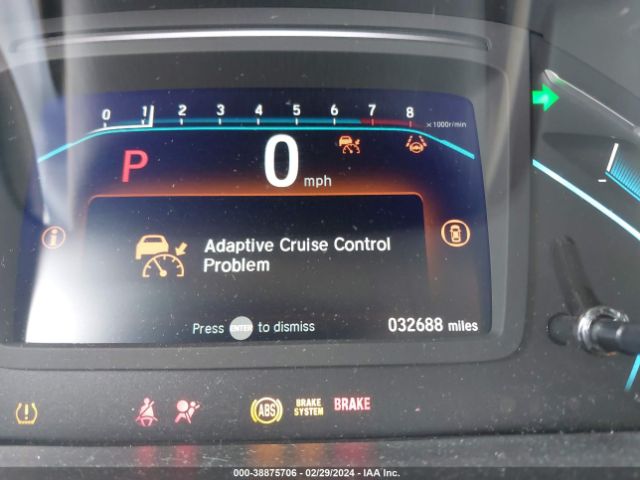 0 1 2 3 4 5 6 7 8 x1000r/min
P 0 mph
Adaptive Cruise Control
Problem
Press ENTER to dismiss
032688 miles
ABS BRAKE SYSTEM BRAKE
000-38875706 - 02/29/2024 - IAA Inc.